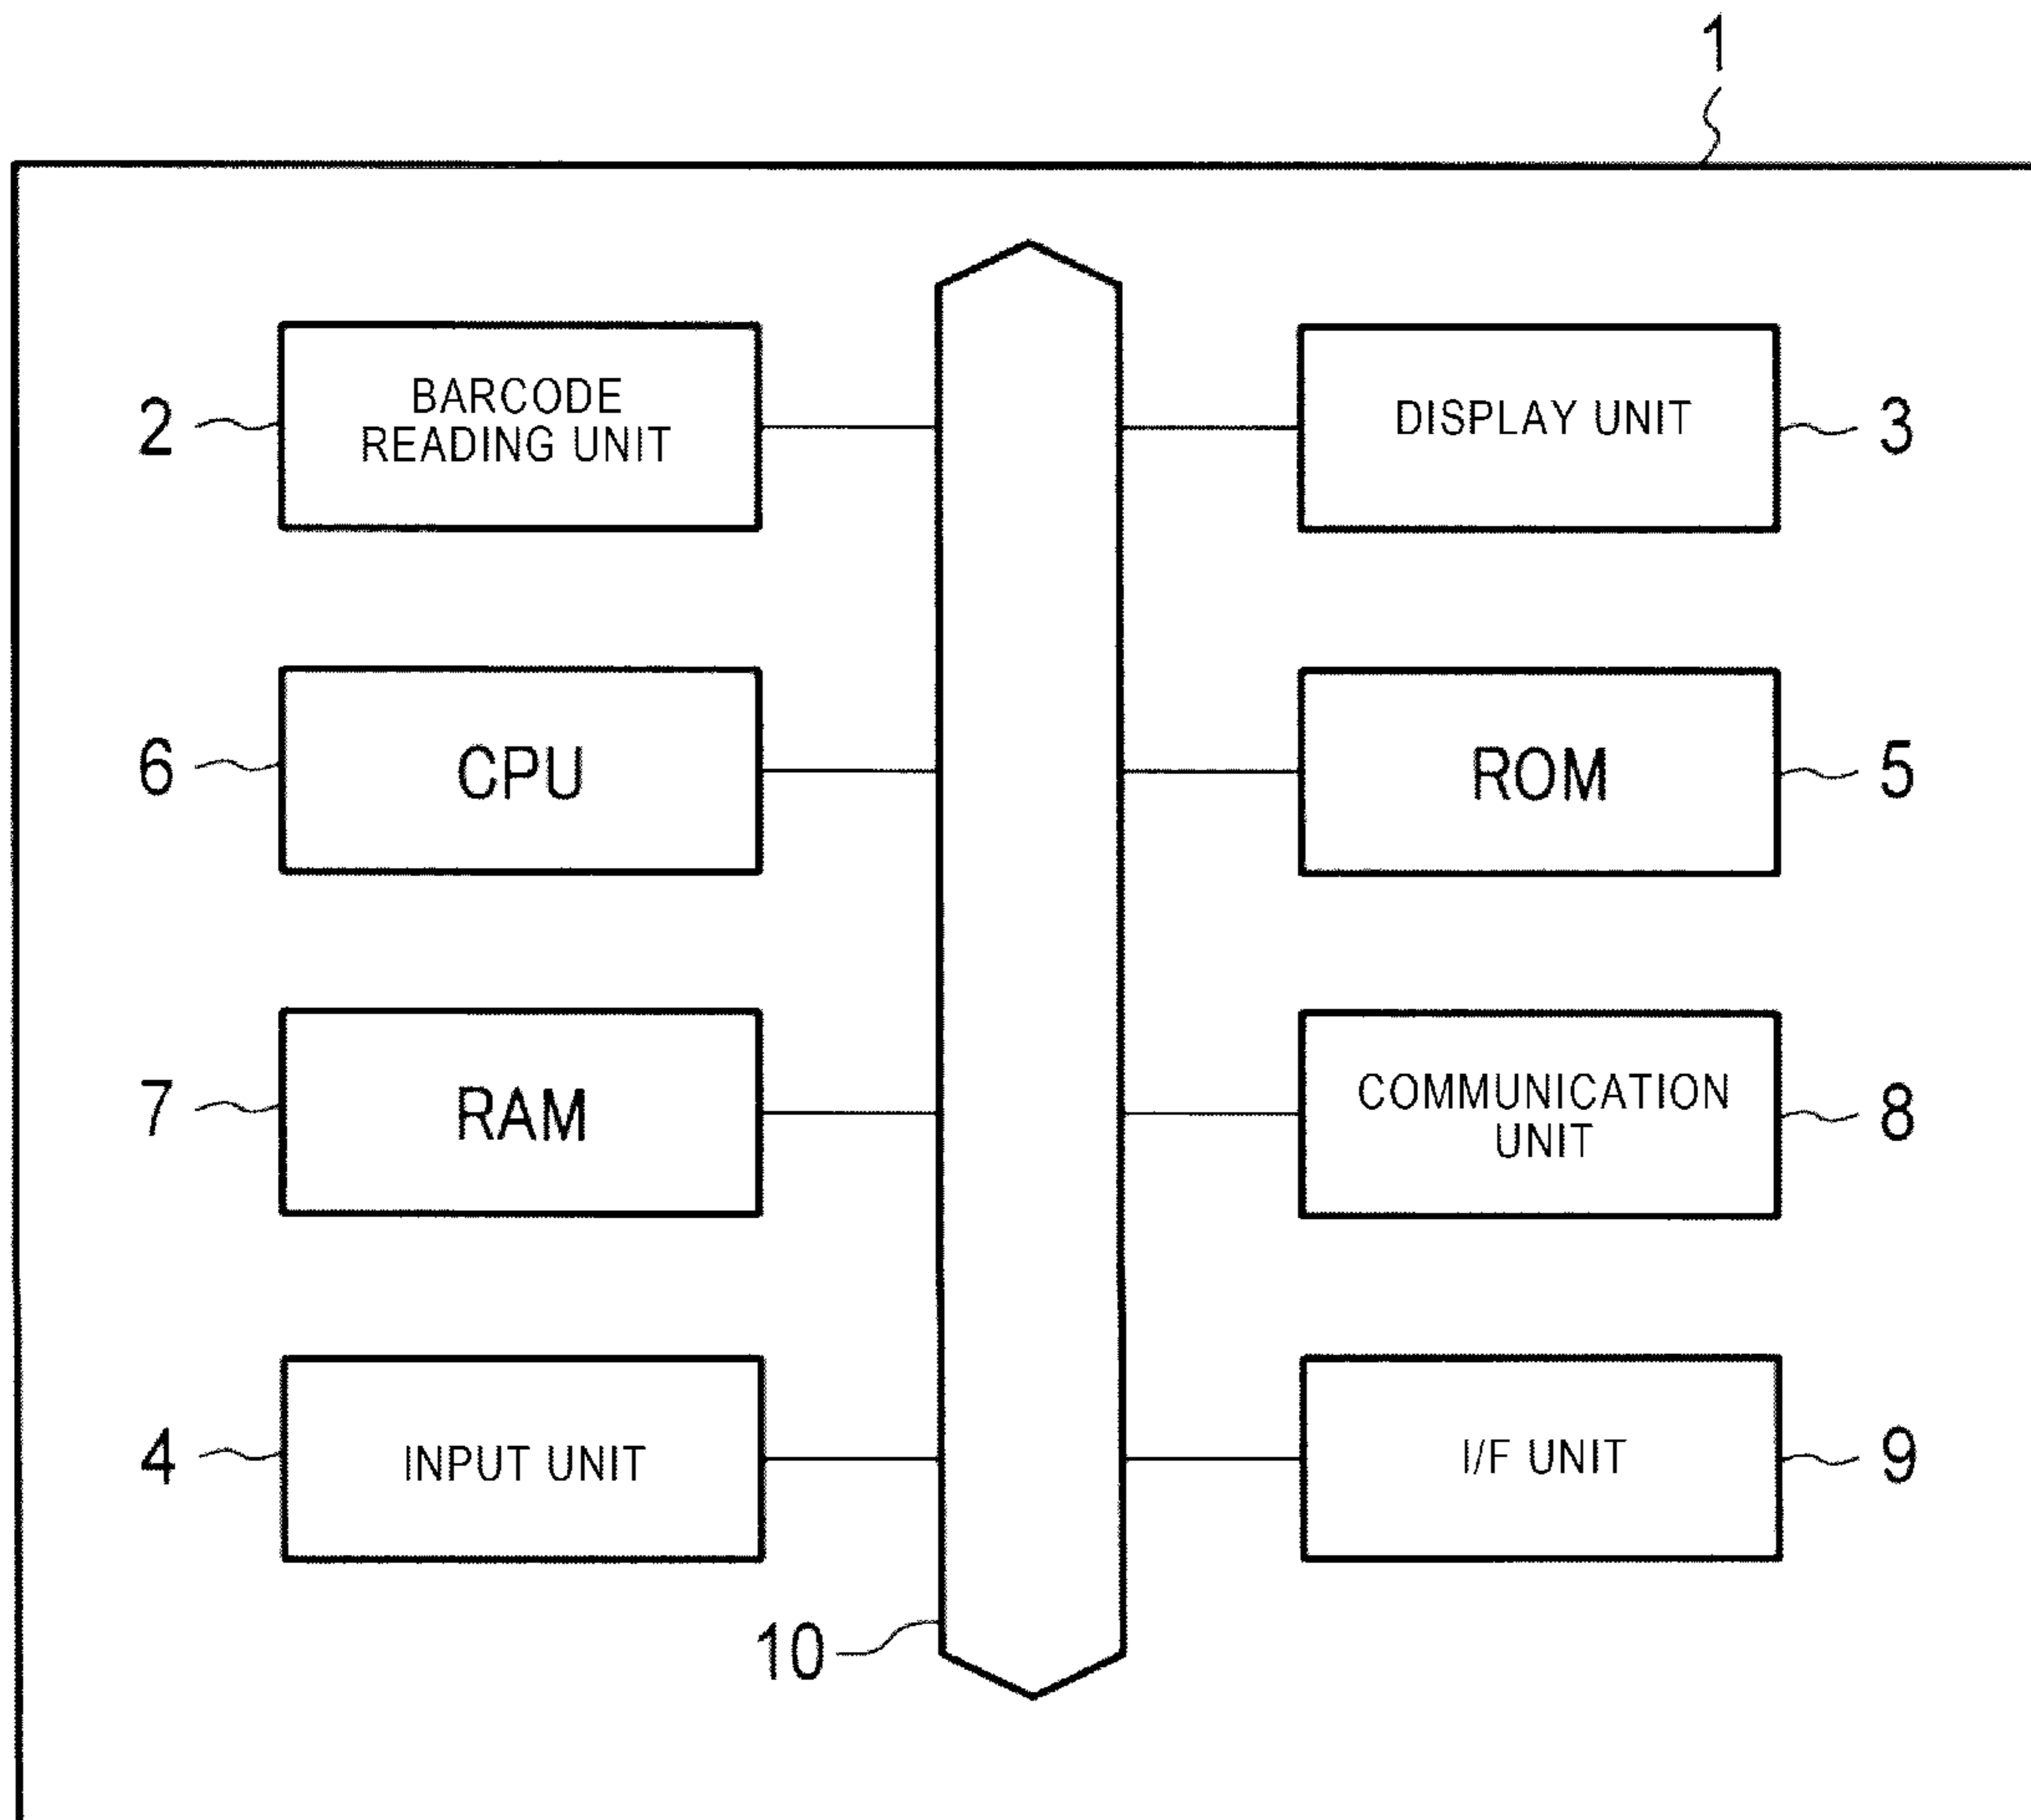 1
2
BARCODE
READING UNIT
DISPLAY UNIT
3
6
CPU
ROM
5
7
RAM
COMMUNICATION
UNIT
8
4
INPUT UNIT
I/F UNIT
9
10